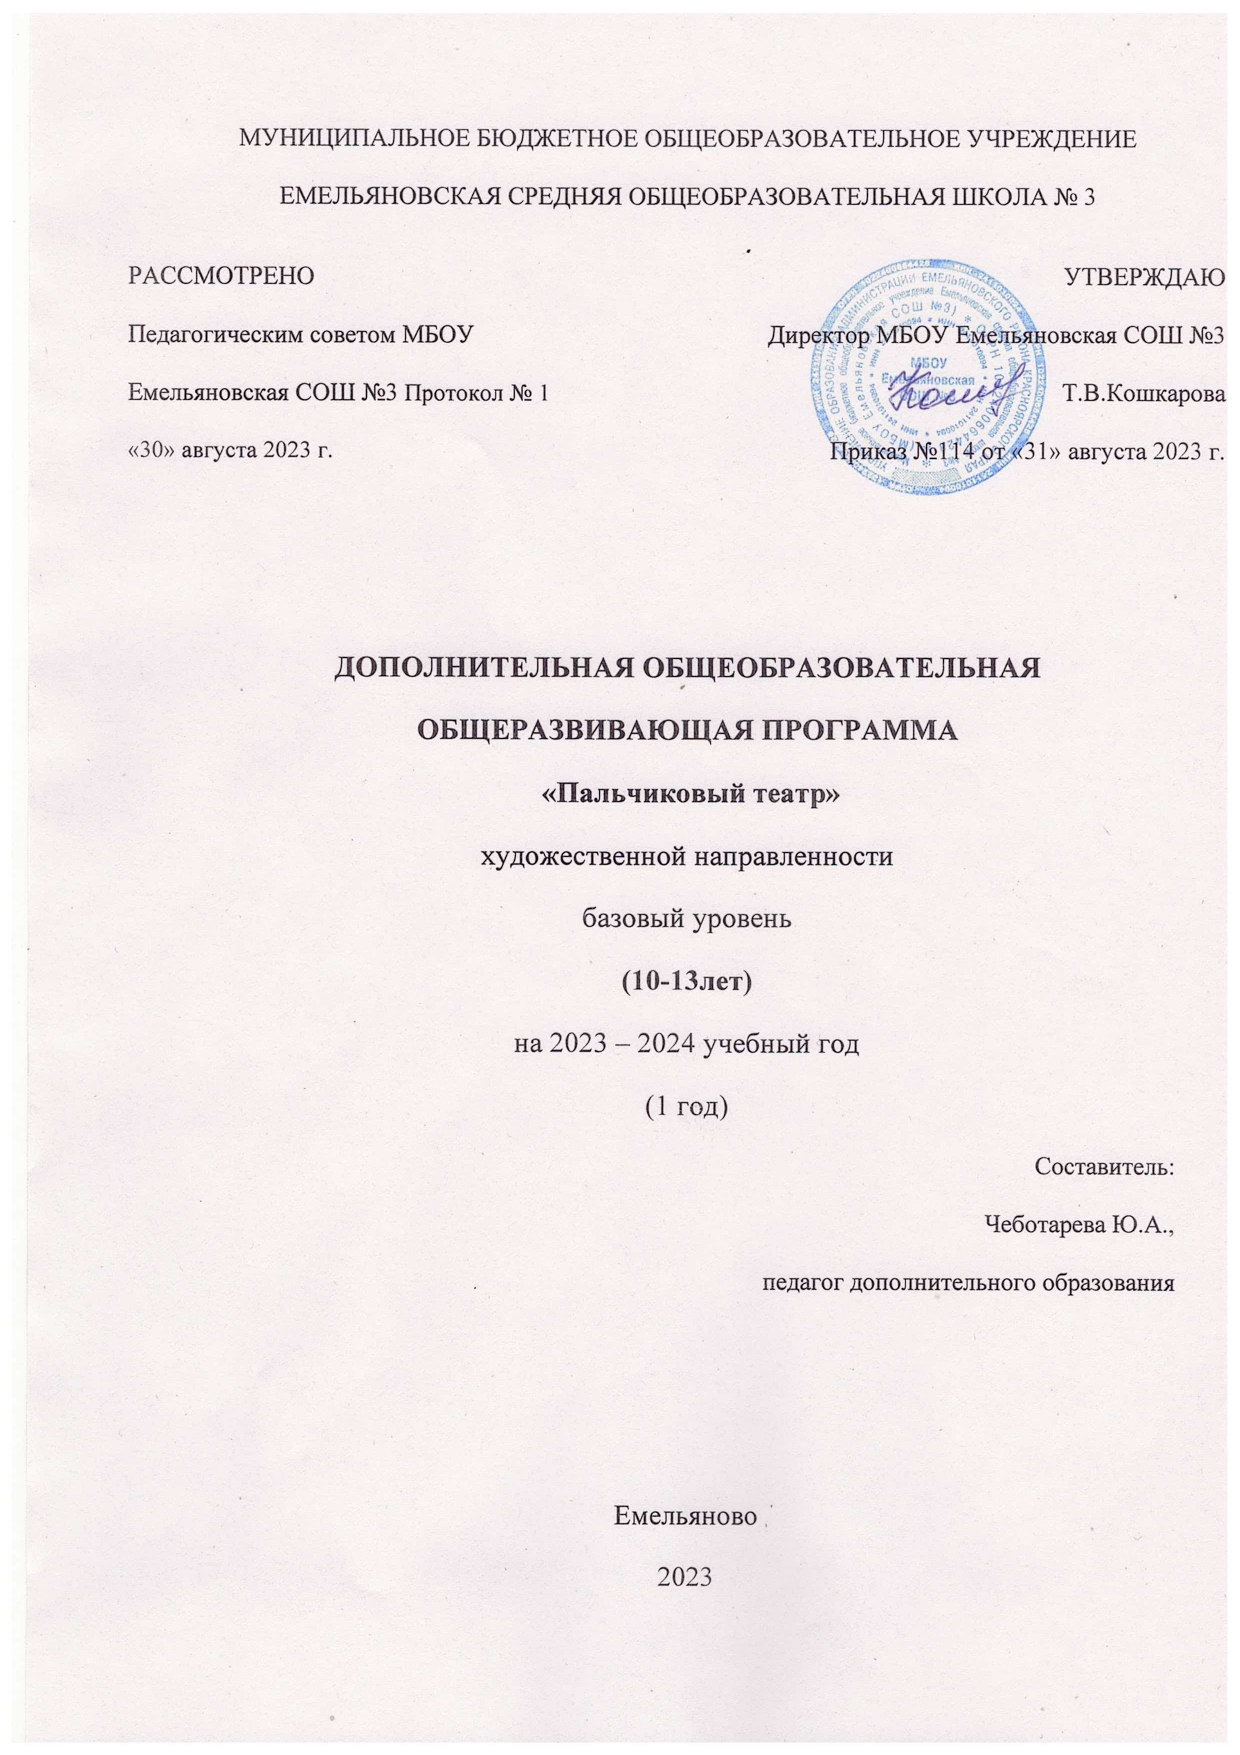 МУНИЦИПАЛЬНОЕ БЮДЖЕТНОЕ ОБЩЕОБРАЗОВАТЕЛЬНОЕ УЧРЕЖДЕНИЕ
ЕМЕЛЬЯНОВСКАЯ СРЕДНЯЯ ОБЩЕОБРАЗОВАТЕЛЬНАЯ ШКОЛА № 3
РАССМОТРЕНО УТВЕРЖДАЮ
Педагогическим советом МБОУ Директор МБОУ Емельяновская СОШ №3
Емельяновская СОШ №3 Протокол № 1 Т.В.Кошкарова
«30» августа 2023 г. Приказ №114 от «31» августа 2023 г.
МБОУ
Емельяновская
ДОПОЛНИТЕЛЬНАЯ ОБЩЕОБРАЗОВАТЕЛЬНАЯ
ОБЩЕРАЗВИВАЮЩАЯ ПРОГРАММА
«Пальчиковый театр»
художественной направленности
базовый уровень
(10-13лет)
на 2023 – 2024 учебный год
(1 год)
Составитель:
Чеботарева Ю.А.,
педагог дополнительного образования
Емельяново
2023